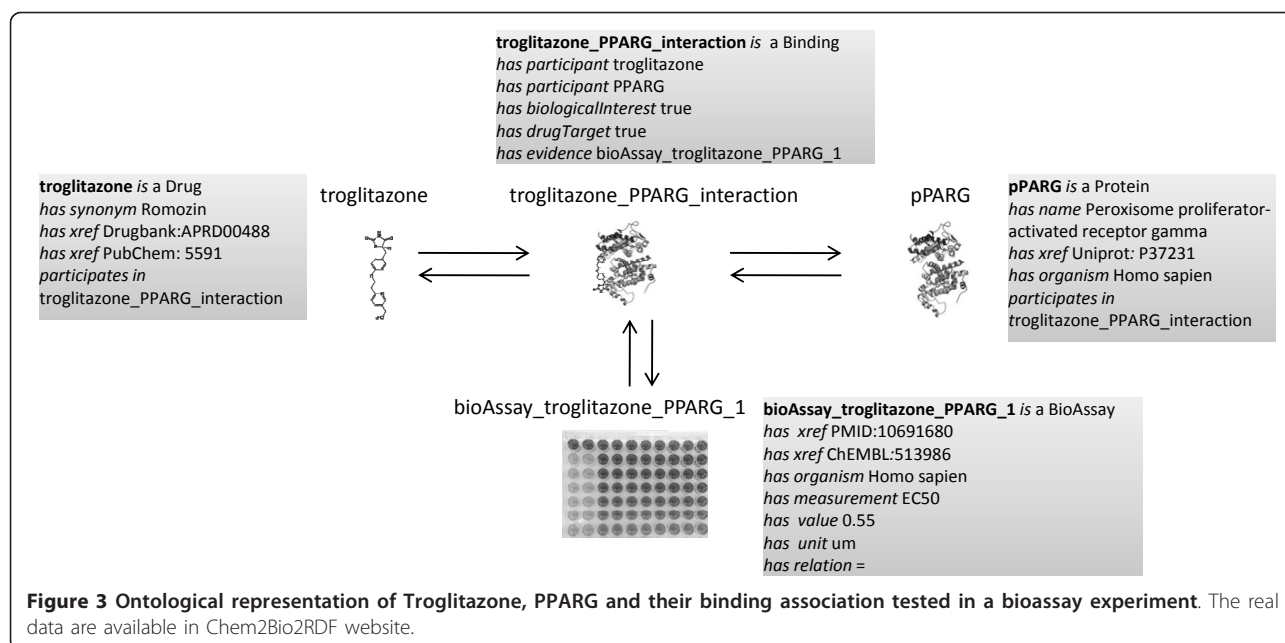 troglitazone_PPARG_interaction is a Binding
has participant troglitazone
has participant PPARG
has biologicalInterest true
has drugTarget true
has evidence bioAssay_troglitazone_PPARG_1
troglitazone is a Drug
has synonym Romozin
has xref Drugbank:APRD00488
has xref PubChem: 5591
participates in
troglitazone_PPARG_interaction
troglitazone
troglitazone_PPARG_interaction
pPARG
pPARG is a Protein
has name Peroxisome proliferator-
activated receptor gamma
has xref Uniprot: P37231
has organism Homo sapien
participates in
troglitazone_PPARG_interaction
bioAssay_troglitazone_PPARG_1
bioAssay_troglitazone_PPARG_1 is a BioAssay
has xref PMID:10691680
has xref ChEMBL:513986
has organism Homo sapien
has measurement EC50
has value 0.55
has unit um
has relation =
Figure 3 Ontological representation of Troglitazone, PPARG and their binding association tested in a bioassay experiment. The real
data are available in Chem2Bio2RDF website.